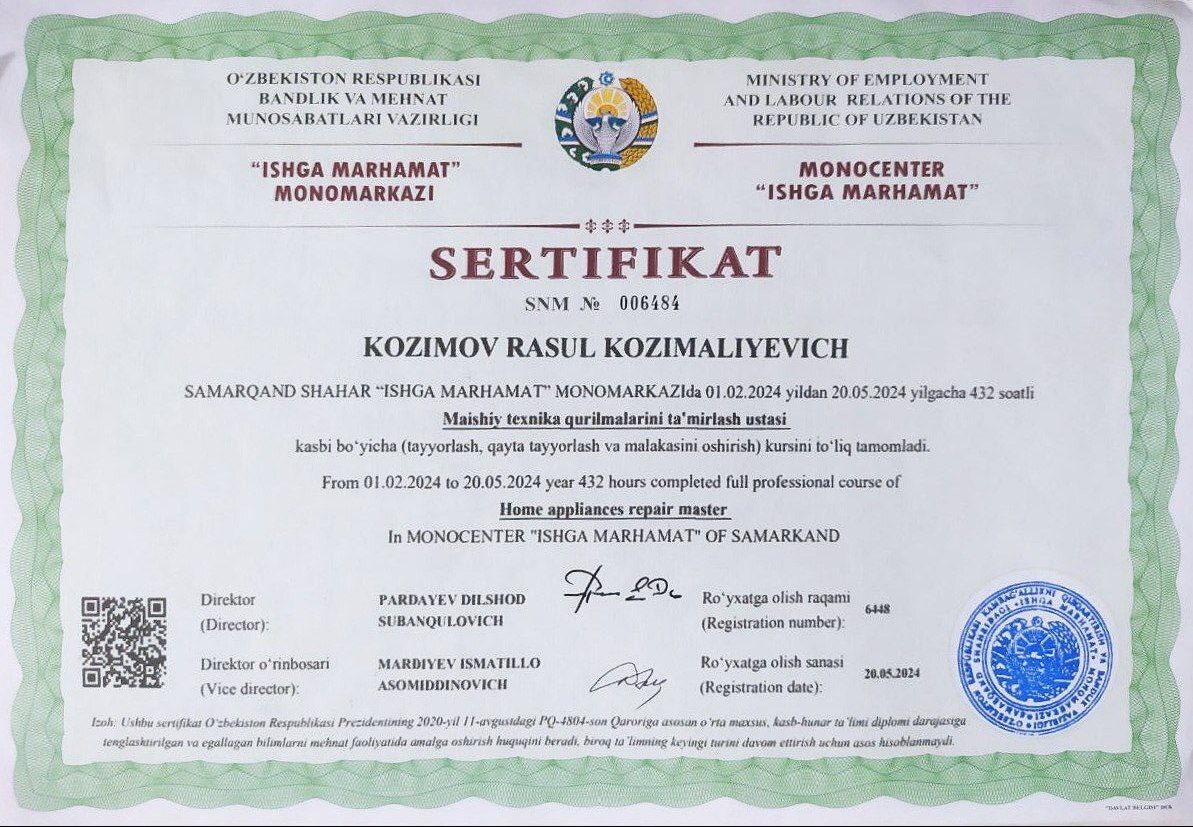 O‘ZBEKISTON RESPUBLIKASI
BANDLIK VA MEHNAT
MUNOSABATLARI VAZIRLIGI
MINISTRY OF EMPLOYMENT
AND LABOUR RELATIONS OF THE
REPUBLIC OF UZBEKISTAN
“ISHGA MARHAMAT”
MONOMARKAZI
MONOCENTER
“ISHGA MARHAMAT”
SERTIFIKAT
SNM № 006484
KOZIMOV RASUL KOZIMALIYEVICH
SAMARQAND SHAHAR “ISHGA MARHAMAT” MONOMARKAZIda 01.02.2024 yildan 20.05.2024 yilgacha 432 soatli
Maishiy texnika qurilmalarini ta'mirlash ustasi
kasbi bo‘yicha (tayyorlash, qayta tayyorlash va malakasini oshirish) kursini to‘liq tamomladi.
From 01.02.2024 to 20.05.2024 year 432 hours completed full professional course of
Home appliances repair master
In MONOCENTER "ISHGA MARHAMAT" OF SAMARKAND
Direktor
(Director):
PARDAYEV DILSHOD
SUBANQULOVICH
Ro‘yxatga olish raqami
(Registration number):
6448
Direktor o‘rinbosari
(Vice director):
MARDIYEV ISMATILLO
ASOMIDDINOVICH
Ro‘yxatga olish sanasi
(Registration date):
20.05.2024
Izoh: Ushbu sertifikat O‘zbekiston Respublikasi Prezidentining 2020-yil 11-avgustdagi PQ-4804-son Qaroriga asosan o‘rta maxsus, kasb-hunar ta’limi diplomi darajasiga
tenglashtirilgan va egallagan bilimlarni mehnat faoliyatida amalga oshirish huquqini beradi, biroq ta’limning keyingi turini davom ettirish uchun asos hisoblanmaydi.
"DAVLAT BELGISI" DUK